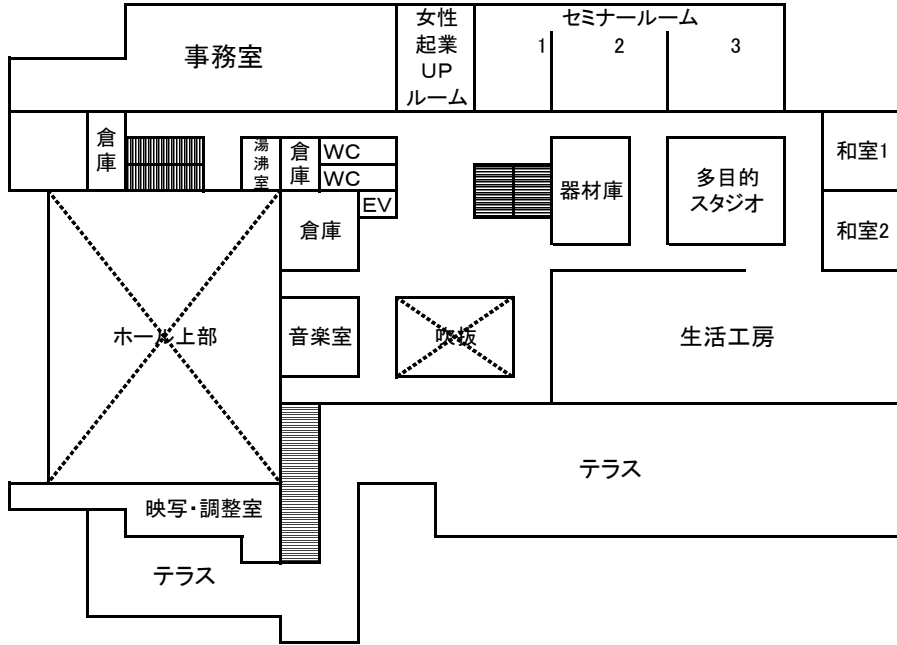 事務室
女性
起業
UP
ルーム
セミナールーム
1
2
3
倉
庫
湯
沸
室
倉
庫
WC
WC
EV
倉庫
器材庫
多目的
スタジオ
和室1
和室2
ホール上部
音楽室
吹抜
生活工房
テラス
映写・調整室
テラス